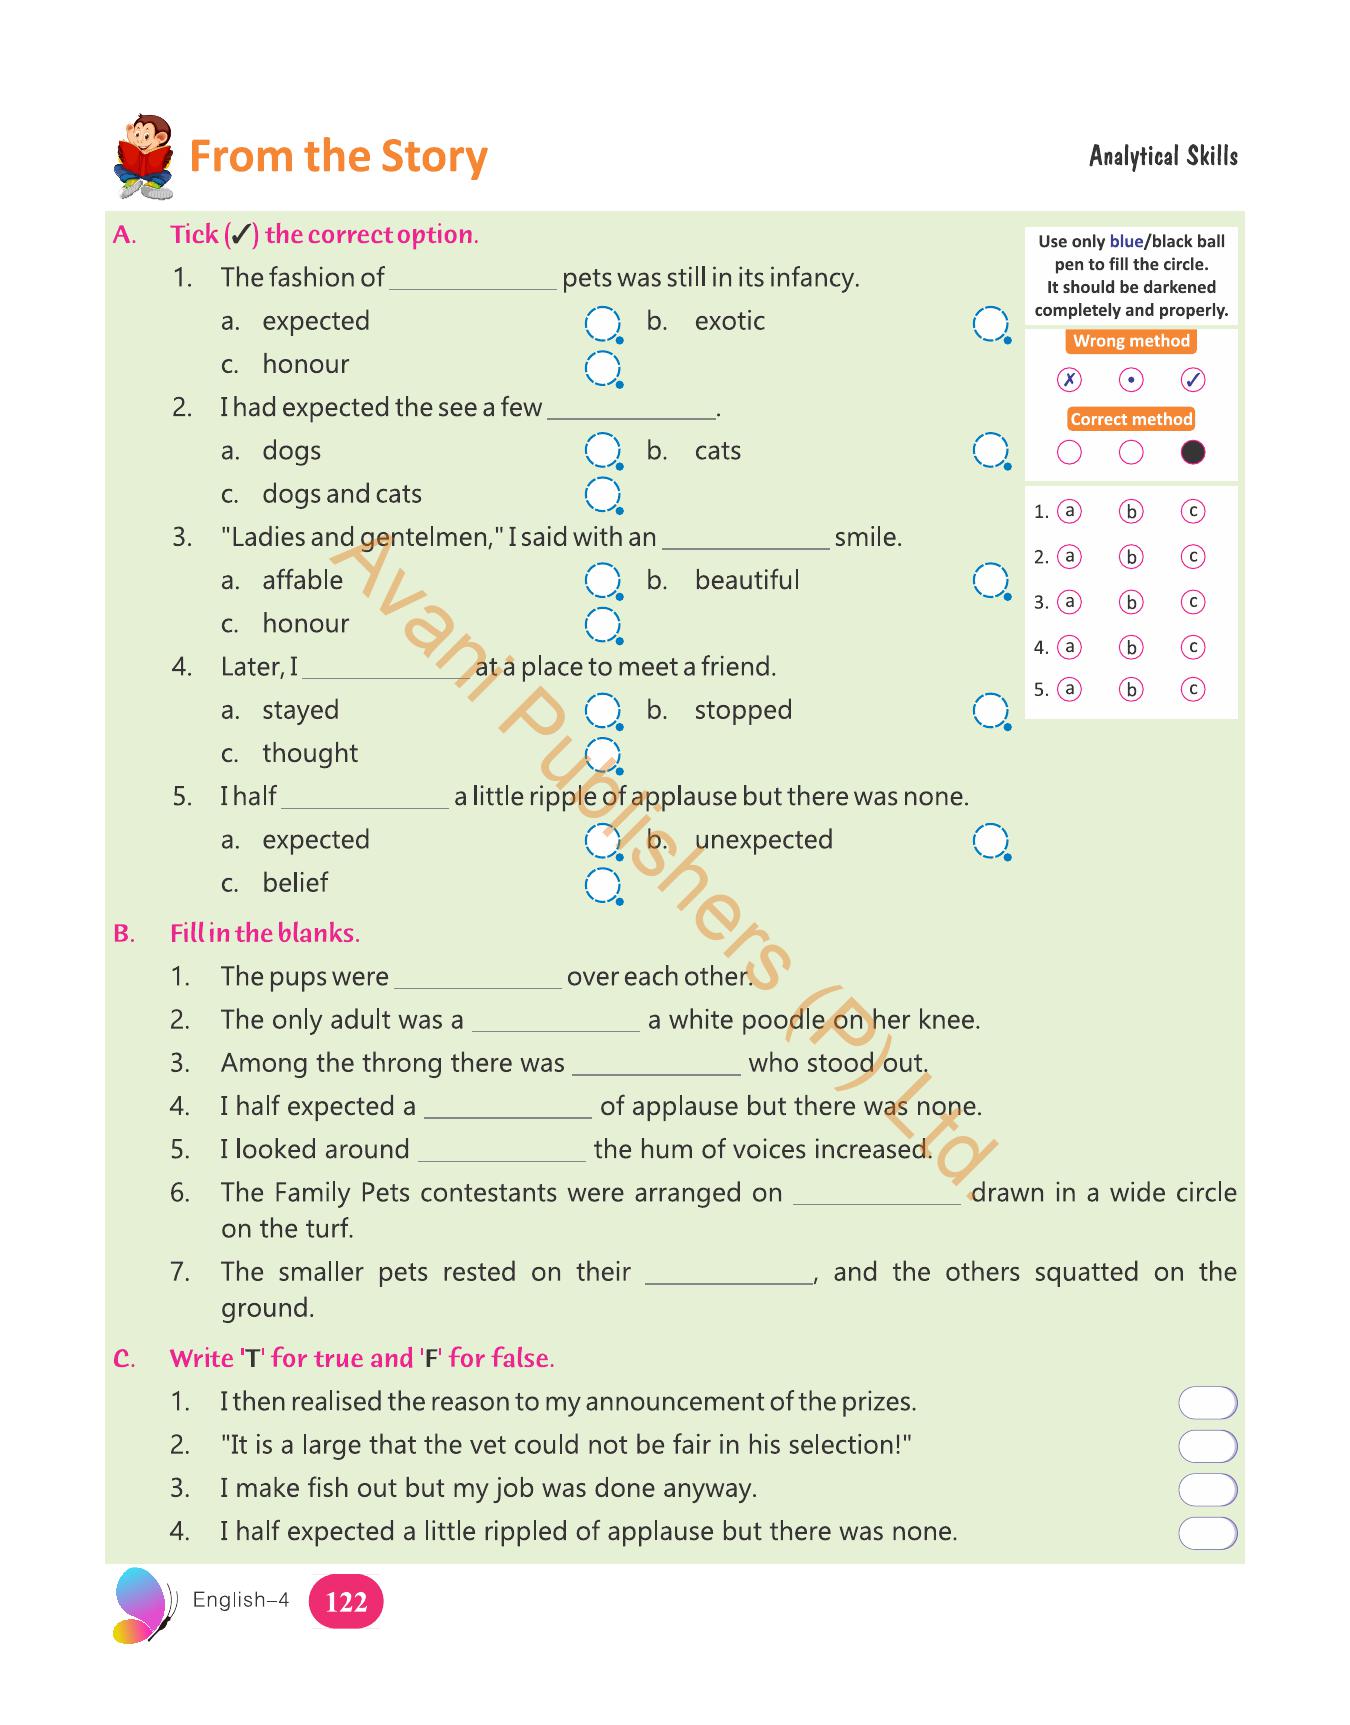 From the Story
Analytical Skills
A. Tick (✓) the correct option.
1. The fashion of ____________ pets was still in its infancy.
a. expected b. exotic
c. honour
2. I had expected the see a few ____________.
a. dogs b. cats
c. dogs and cats
3. "Ladies and gentelmen," I said with an ____________ smile.
a. affable b. beautiful
c. honour
4. Later, I ____________ at a place to meet a friend.
a. stayed b. stopped
c. thought
5. I half ____________ a little ripple of applause but there was none.
a. expected b. unexpected
c. belief
Use only blue/black ball
pen to fill the circle.
It should be darkened
completely and properly.
Wrong method
✗ • ✓
Correct method
1. a b c
2. a b c
3. a b c
4. a b c
5. a b c
B. Fill in the blanks.
1. The pups were ____________ over each other.
2. The only adult was a ____________ a white poodle on her knee.
3. Among the throng there was ____________ who stood out.
4. I half expected a ____________ of applause but there was none.
5. I looked around ____________ the hum of voices increased.
6. The Family Pets contestants were arranged on ____________ drawn in a wide circle
on the turf.
7. The smaller pets rested on their ____________, and the others squatted on the
ground.
C. Write 'T' for true and 'F' for false.
1. I then realised the reason to my announcement of the prizes.
2. "It is a large that the vet could not be fair in his selection!"
3. I make fish out but my job was done anyway.
4. I half expected a little rippled of applause but there was none.
Avani Publishers (P) Ltd.
English–4 122